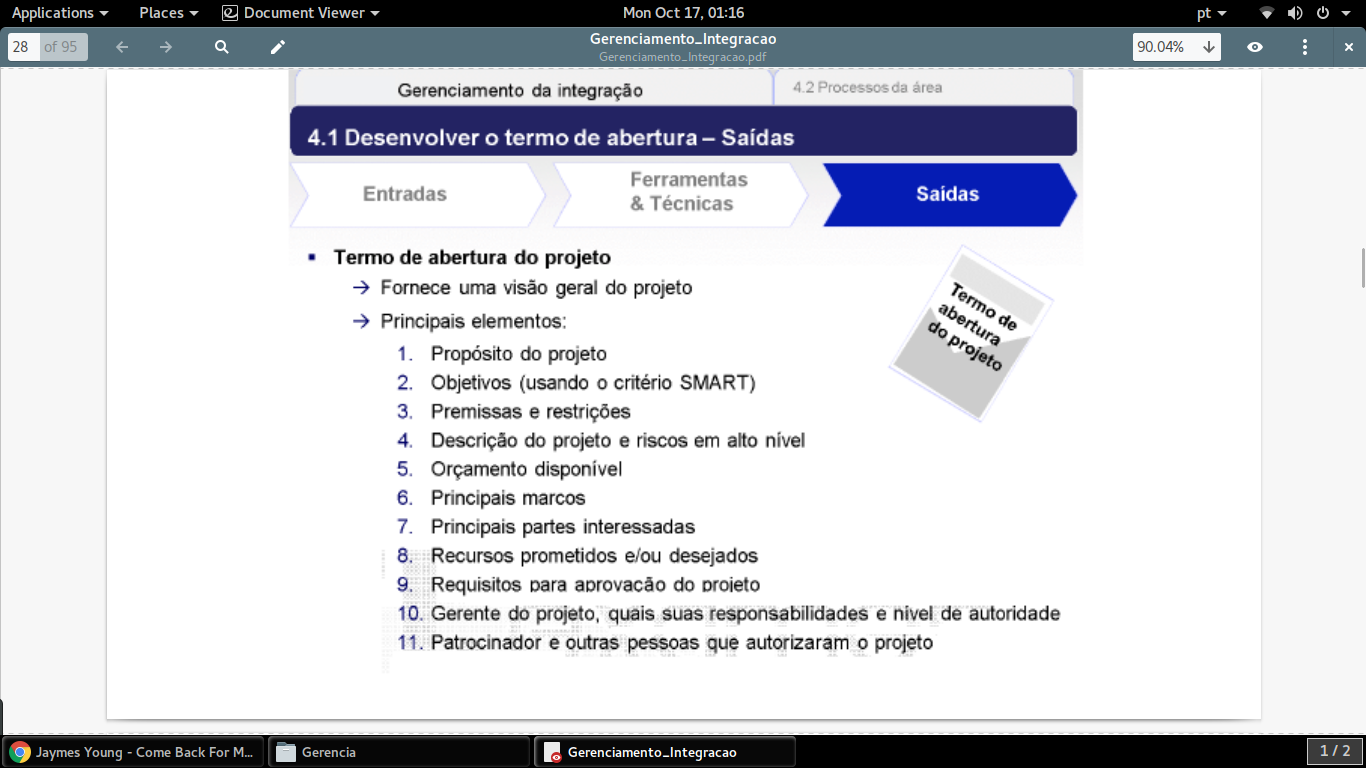 Applications Places Document Viewer Mon Oct 17, 01:16 pt
28 of 95 Gerenciamento_Integracao 90.04%
Gerenciamento_Integracao.pdf
Gerenciamento da integração 4.2 Processos da área
4.1 Desenvolver o termo de abertura – Saídas
Entradas Ferramentas & Técnicas Saídas
▪ Termo de abertura do projeto
→ Fornece uma visão geral do projeto
→ Principais elementos:
1. Propósito do projeto
2. Objetivos (usando o critério SMART)
3. Premissas e restrições
4. Descrição do projeto e riscos em alto nível
5. Orçamento disponível
6. Principais marcos
7. Principais partes interessadas
8. Recursos prometidos e/ou desejados
9. Requisitos para aprovação do projeto
10. Gerente do projeto, quais suas responsabilidades e nivel de autoridade
11. Patrocinador e outras pessoas que autorizaram o projeto
Termo de
abertura
do projeto
Jaymes Young - Come Back For M... Gerencia Gerenciamento_Integracao 1 / 2